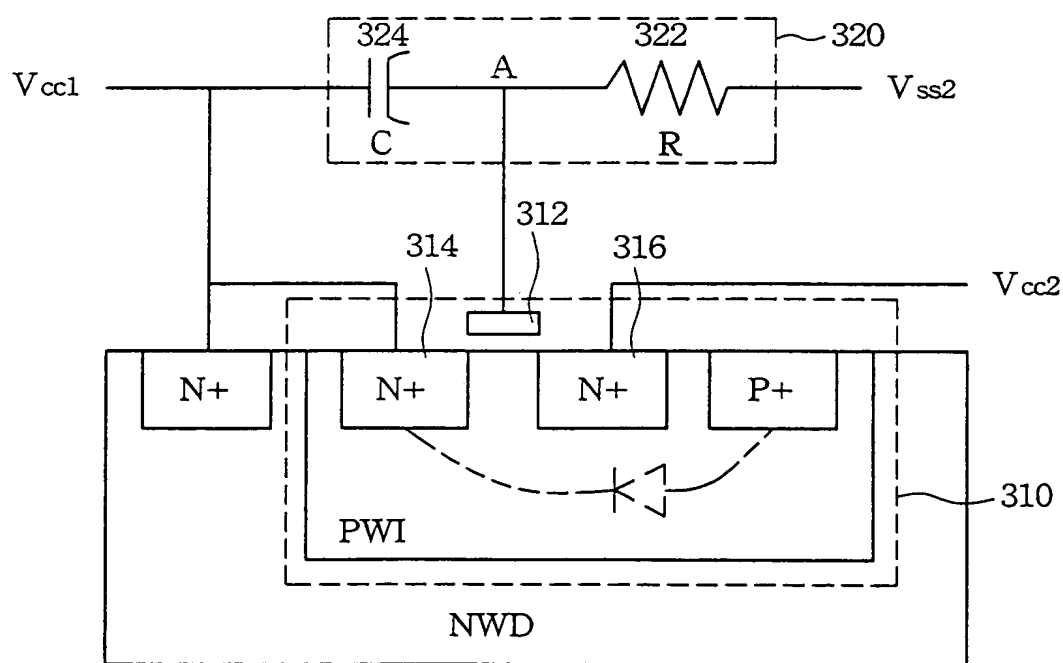 324
322
320
Vcc1
A
Vss2
C
R
312
314
316
Vcc2
N+
N+
N+
P+
310
PWI
NWD